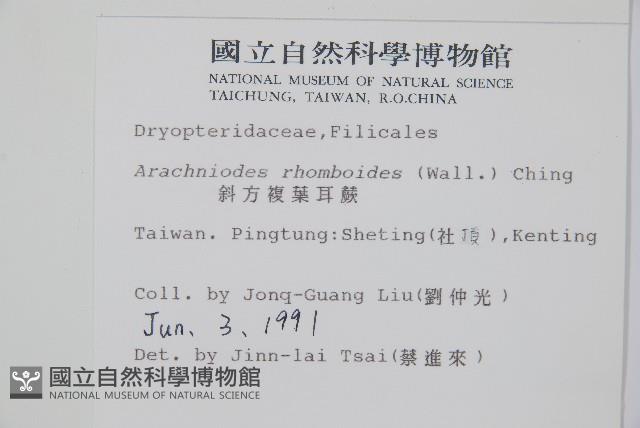 國立自然科學博物館
NATIONAL MUSEUM OF NATURAL SCIENCE
TAICHUNG, TAIWAN, R.O.CHINA
Dryopteridaceae,Filicales
Arachniodes rhomboides (Wall.) Ching
斜方複葉耳蕨
Taiwan. Pingtung:Sheting(社頂),Kenting
Coll. by Jonq-Guang Liu(劉仲光)
Jun. 3, 1991
Det. by Jinn-lai Tsai(蔡進來)
國立自然科學博物館
NATIONAL MUSEUM OF NATURAL SCIENCE